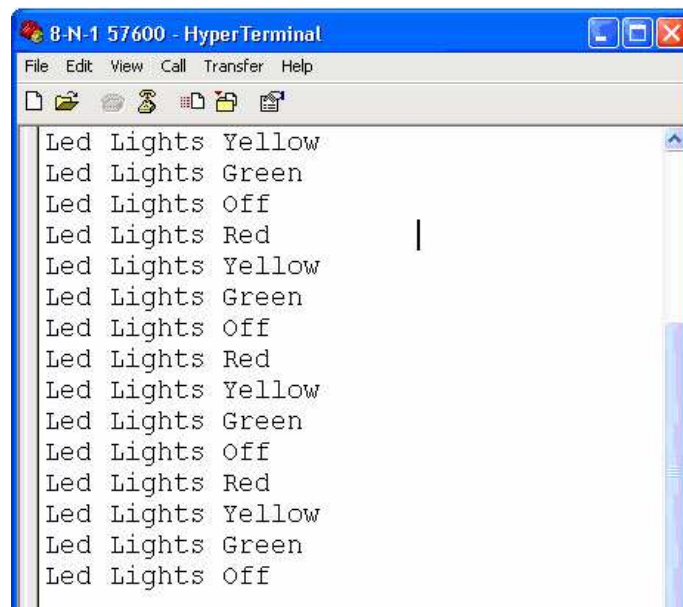 8-N-1 57600 - HyperTerminal
File Edit View Call Transfer Help
Led Lights Yellow
Led Lights Green
Led Lights Off
Led Lights Red
Led Lights Yellow
Led Lights Green
Led Lights Off
Led Lights Red
Led Lights Yellow
Led Lights Green
Led Lights Off
Led Lights Red
Led Lights Yellow
Led Lights Green
Led Lights Off